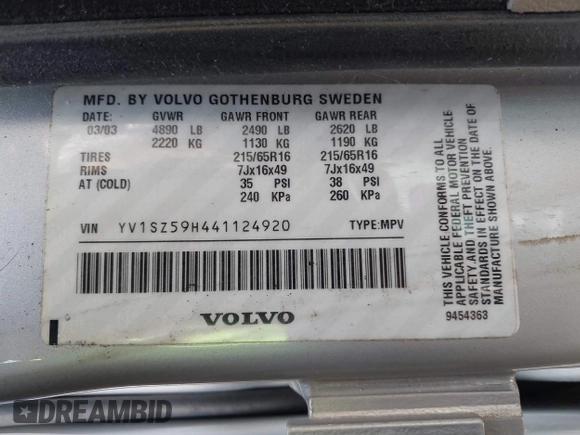 MFD. BY VOLVO GOTHENBURG SWEDEN
DATE: GVWR GAWR FRONT GAWR REAR
03/03 4890 LB 2490 LB 2620 LB
2220 KG 1130 KG 1190 KG
TIRES 215/65R16 215/65R16
RIMS 7Jx16x49 7Jx16x49
AT (COLD) 35 PSI 38 PSI
240 KPa 260 KPa
VIN YV1SZ59H441124920 TYPE:MPV
VOLVO
THIS VEHICLE CONFORMS TO ALL
APPLICABLE FEDERAL MOTOR VEHICLE
SAFETY, AND THEFT PREVENTION
STANDARDS IN EFFECT ON THE DATE OF
MANUFACTURE SHOWN ABOVE.
9454363
DREAMBID